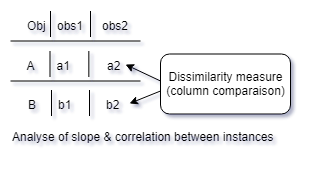 Obj obs1 obs2
A a1 a2
Dissimilarity measure
(column comparaison)
B b1 b2
Analyse of slope & correlation between instances